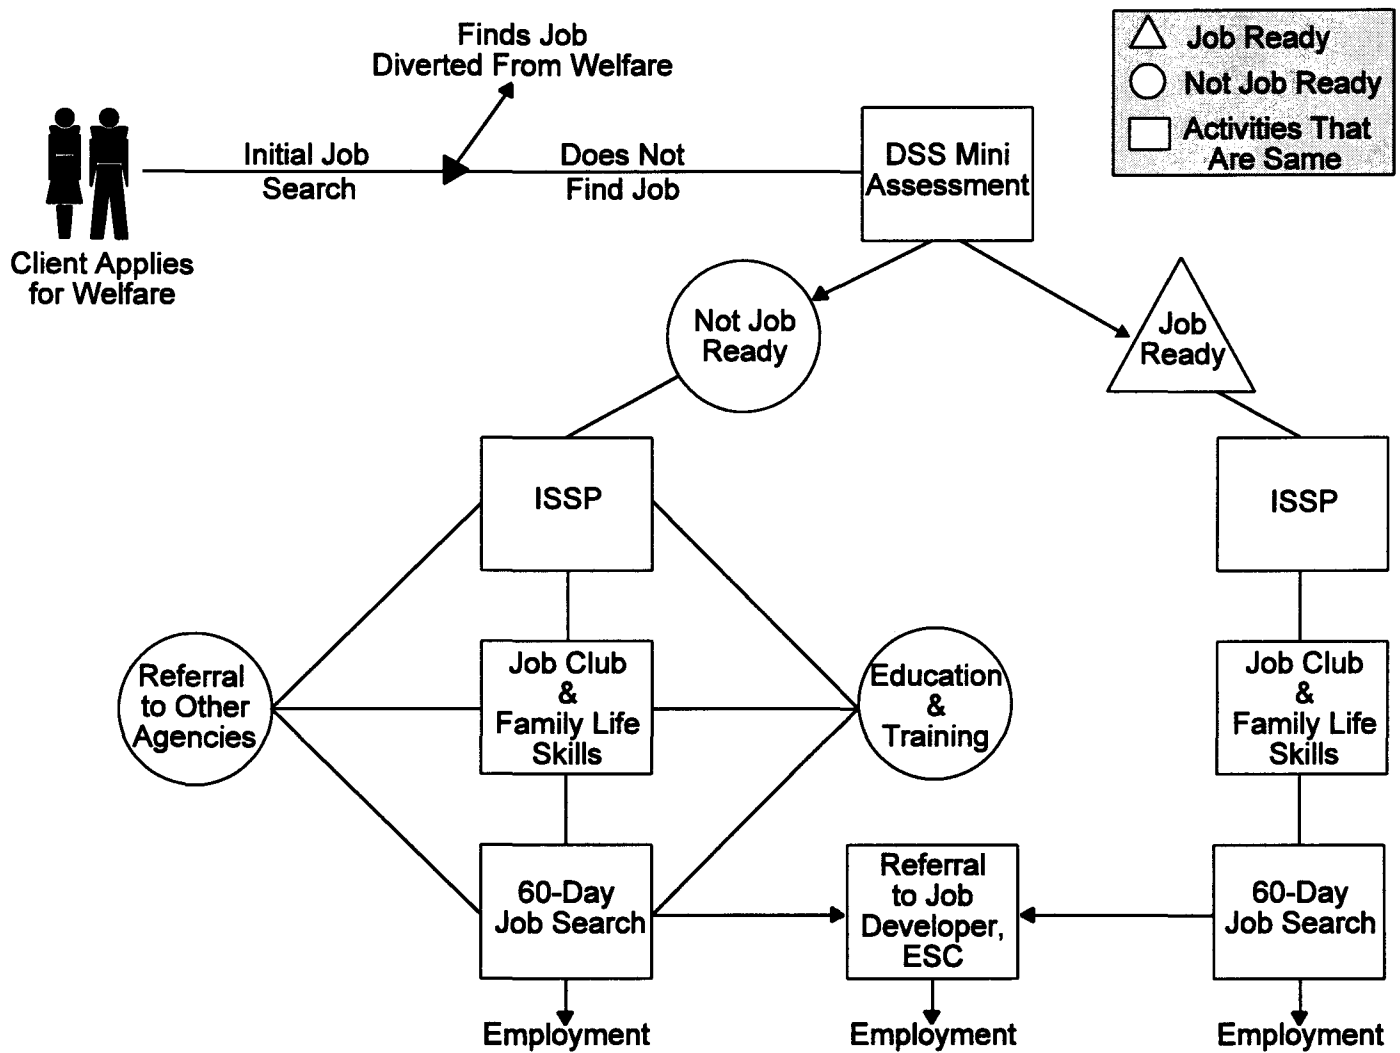 Finds Job
Diverted From Welfare
Job Ready
Not Job Ready
Activities That
Are Same
Initial Job
Search
Does Not
Find Job
DSS Mini
Assessment
Client Applies
for Welfare
Not Job
Ready
Job
Ready
ISSP
ISSP
Referral
to Other
Agencies
Job Club
&
Family Life
Skills
Education
&
Training
Job Club
&
Family Life
Skills
60-Day
Job Search
Referral
to Job
Developer,
ESC
60-Day
Job Search
Employment
Employment
Employment